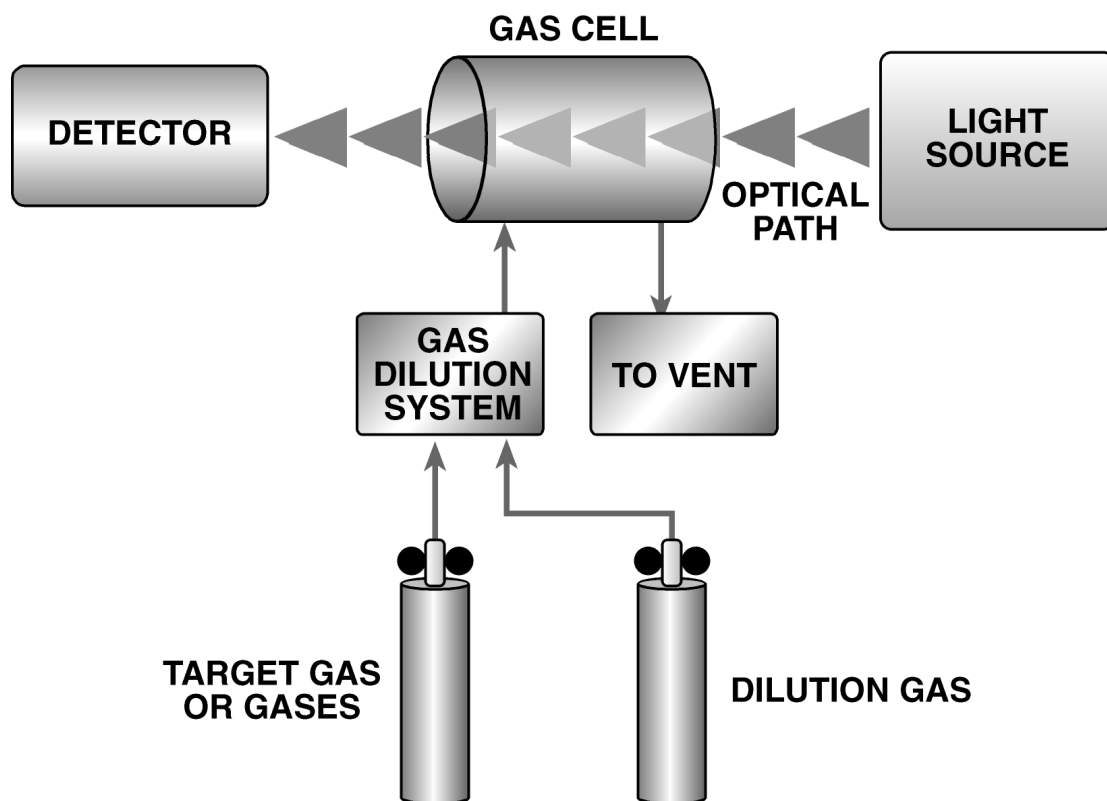 GAS CELL
DETECTOR
LIGHT
SOURCE
OPTICAL
PATH
GAS
DILUTION
SYSTEM
TO VENT
TARGET GAS
OR GASES
DILUTION GAS